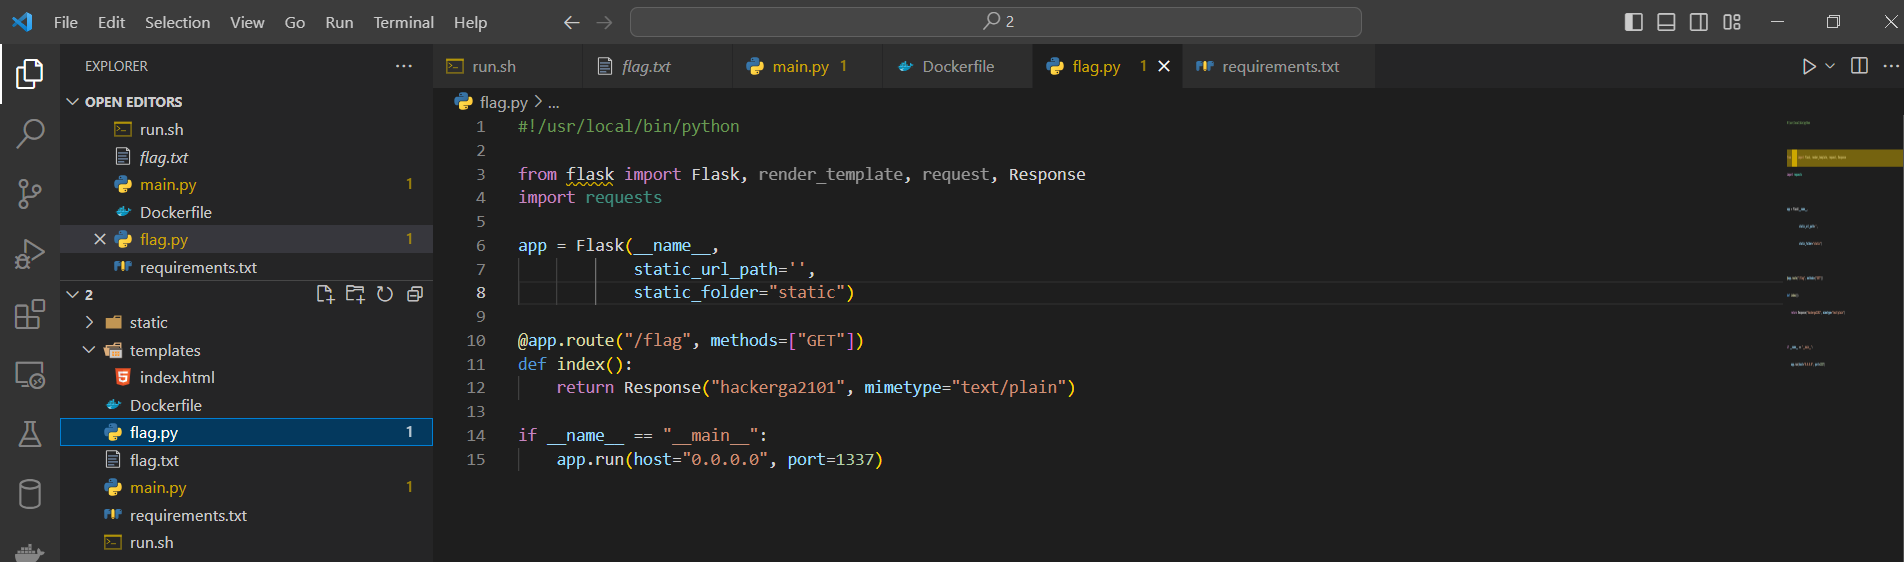 File Edit Selection View Go Run Terminal Help 2
EXPLORER ...
OPEN EDITORS
run.sh
flag.txt
main.py 1
Dockerfile
flag.py 1
requirements.txt
2
static
templates
index.html
Dockerfile
flag.py 1
flag.txt
main.py 1
requirements.txt
run.sh
run.sh flag.txt main.py 1 Dockerfile flag.py 1 requirements.txt
flag.py > ...
1 #!/usr/local/bin/python
2
3 from flask import Flask, render_template, request, Response
4 import requests
5
6 app = Flask(__name__,
7 static_url_path='',
8 static_folder="static")
9
10 @app.route("/flag", methods=["GET"])
11 def index():
12 return Response("hackerga2101", mimetype="text/plain")
13
14 if __name__ == "__main__":
15 app.run(host="0.0.0.0", port=1337)